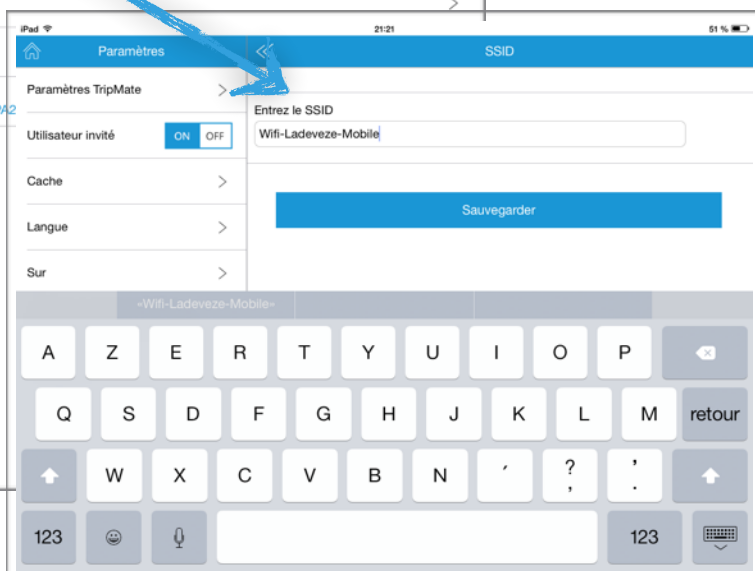 iPad 21:21 51 %
Paramètres
SSID
Paramètres TripMate
Utilisateur invité ON OFF
Cache
Langue
Sur
Entrez le SSID
Wifi-Ladeveze-Mobile
Sauvegarder
«Wifi-Ladeveze-Mobile»
A Z E R T Y U I O P
Q S D F G H J K L M retour
W X C V B N ´ ? , ' .
123 123